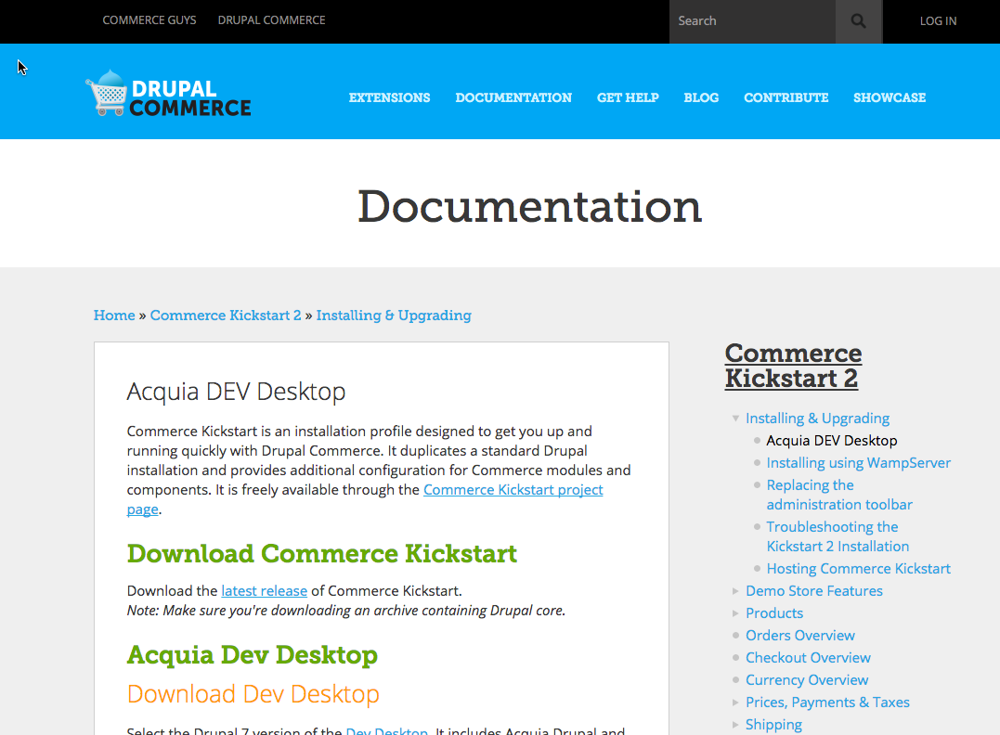 COMMERCE GUYS DRUPAL COMMERCE Search LOG IN
DRUPAL
COMMERCE
EXTENSIONS DOCUMENTATION GET HELP BLOG CONTRIBUTE SHOWCASE
Documentation
Home » Commerce Kickstart 2 » Installing & Upgrading
Acquia DEV Desktop
Commerce Kickstart is an installation profile designed to get you up and
running quickly with Drupal Commerce. It duplicates a standard Drupal
installation and provides additional configuration for Commerce modules and
components. It is freely available through the Commerce Kickstart project
page.
Download Commerce Kickstart
Download the latest release of Commerce Kickstart.
Note: Make sure you're downloading an archive containing Drupal core.
Acquia Dev Desktop
Download Dev Desktop
Select the Drupal 7 version of the Dev Desktop. It includes Acquia Drupal and
Commerce
Kickstart 2
Installing & Upgrading
Acquia DEV Desktop
Installing using WampServer
Replacing the
administration toolbar
Troubleshooting the
Kickstart 2 Installation
Hosting Commerce Kickstart
Demo Store Features
Products
Orders Overview
Checkout Overview
Currency Overview
Prices, Payments & Taxes
Shipping